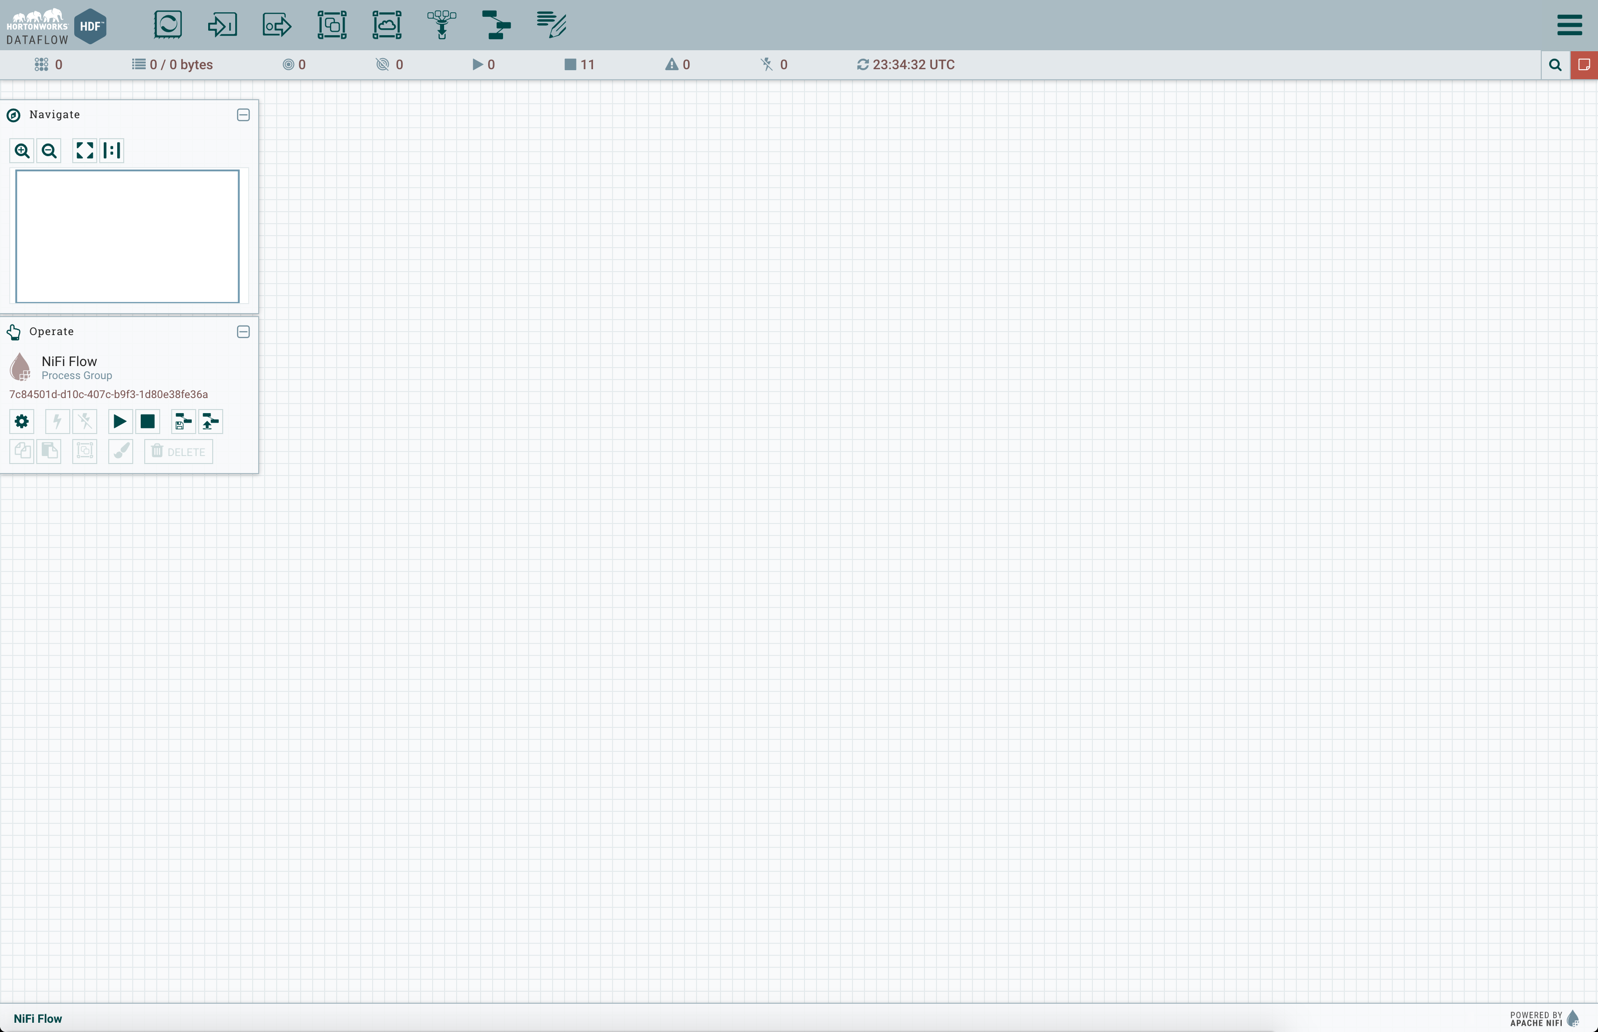 HORTONWORKS
DATAFLOW
HDF
0
0 / 0 bytes
0
0
0
11
0
0
23:34:32 UTC
Navigate
Operate
NiFi Flow
Process Group
7c84501d-d10c-407c-b9f3-1d80e38fe36a
DELETE
NiFi Flow
POWERED BY
APACHE NIFI